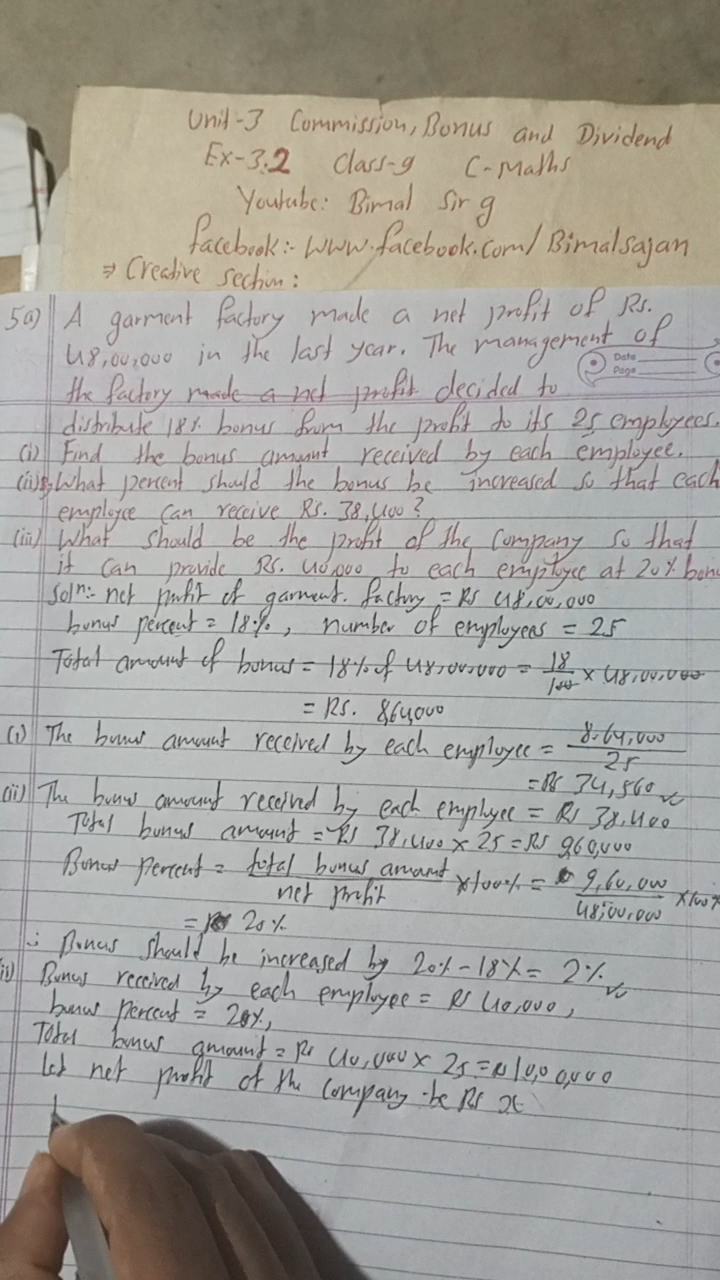 Unit-3 Commission, Bonus and Dividend
Ex-3.2 Class-9 C-Maths
Youtube: Bimal Sir g
facebook:- www.facebook.com/Bimalsajan
⇒ Creative section:
5a) A garment factory made a net profit of Rs.
48,00,000 in the last year. The management of
Date
Page
the factory made a net profit decided to
distribute 18% bonus from the profit to its 25 employees.
(i) Find the bonus amount received by each employee.
(ii) What percent should the bonus be increased so that each
employee can receive Rs. 38,400?
(iii) What should be the profit of the company so that
it can provide Rs. 40,000 to each employee at 20% bonu
Solⁿ:- net profit of garment factory = Rs 48,00,000
bonus percent = 18%, number of employees = 25
Total amount of bonus = 18% of 48,00,000 = 18/100 × 48,00,000
= Rs. 864,000
(i) The bonus amount received by each employee = 8,64,000/25
= Rs 34,560
(ii) The bonus amount received by each employee = Rs 38,400
Total bonus amount = Rs 38,400 × 25 = Rs 960,000
Bonus percent = total bonus amount/net profit × 100% = 9,60,000/48,00,000 × 100%
= 20%
∴ Bonus should be increased by 20% - 18% = 2%
Bonus received by each employee = Rs 40,000,
bonus percent = 20%,
Total bonus amount = Rs 40,000 × 25 = Rs 10,00,000
Let net profit of the company be Rs x